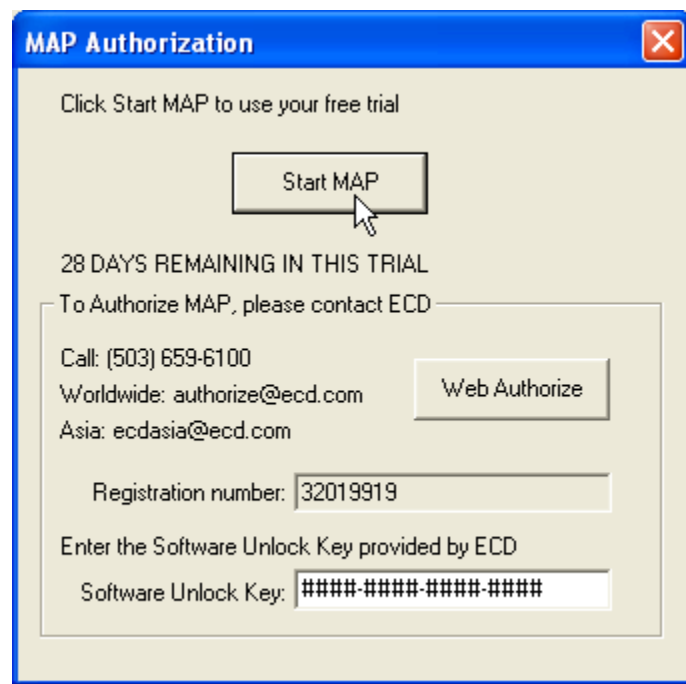 MAP Authorization
Click Start MAP to use your free trial
Start MAP
28 DAYS REMAINING IN THIS TRIAL
To Authorize MAP, please contact ECD
Call: (503) 659-6100
Worldwide: authorize@ecd.com
Asia: ecdasia@ecd.com
Web Authorize
Registration number: 32019919
Enter the Software Unlock Key provided by ECD
Software Unlock Key: ####-####-####-####